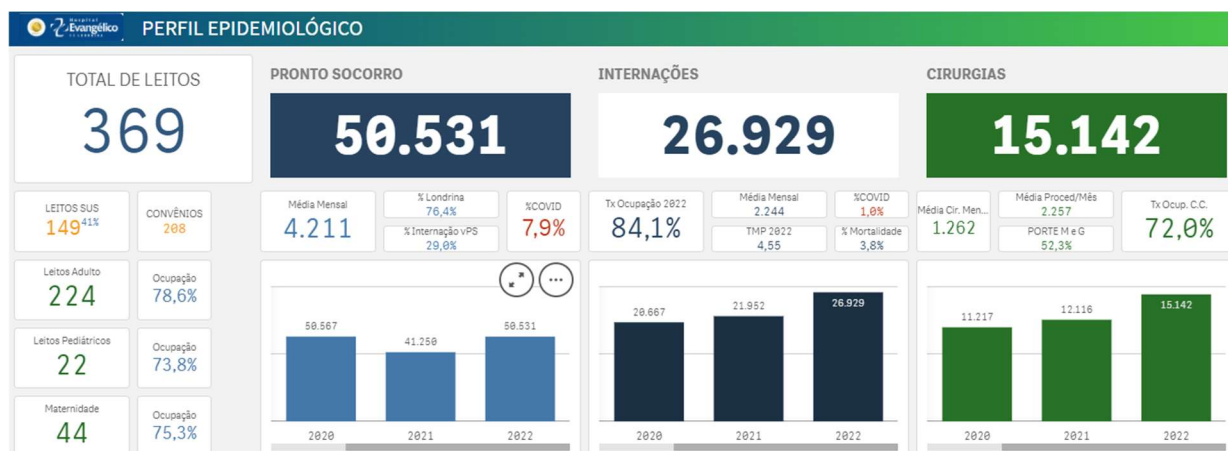 Hospital
Evangélico
DE LONDRINA
PERFIL EPIDEMIOLÓGICO
TOTAL DE LEITOS
369
LEITOS SUS
149 41%
CONVÊNIOS
208
Leitos Adulto
224
Ocupação
78,6%
Leitos Pediátricos
22
Ocupação
73,8%
Maternidade
44
Ocupação
75,3%
PRONTO SOCORRO
50.531
Média Mensal
4.211
% Londrina
76,4%
% Internação vPS
29,0%
%COVID
7,9%
50.567
41.250
50.531
2020
2021
2022
INTERNAÇÕES
26.929
Tx Ocupação 2022
84,1%
Média Mensal
2.244
TMP 2022
4,55
%COVID
1,0%
% Mortalidade
3,8%
20.667
21.952
26.929
2020
2021
2022
CIRURGIAS
15.142
Média Cir. Men...
1.262
Média Proced/Mês
2.257
PORTE M e G
52,3%
Tx Ocup. C.C.
72,0%
11.217
12.116
15.142
2020
2021
2022